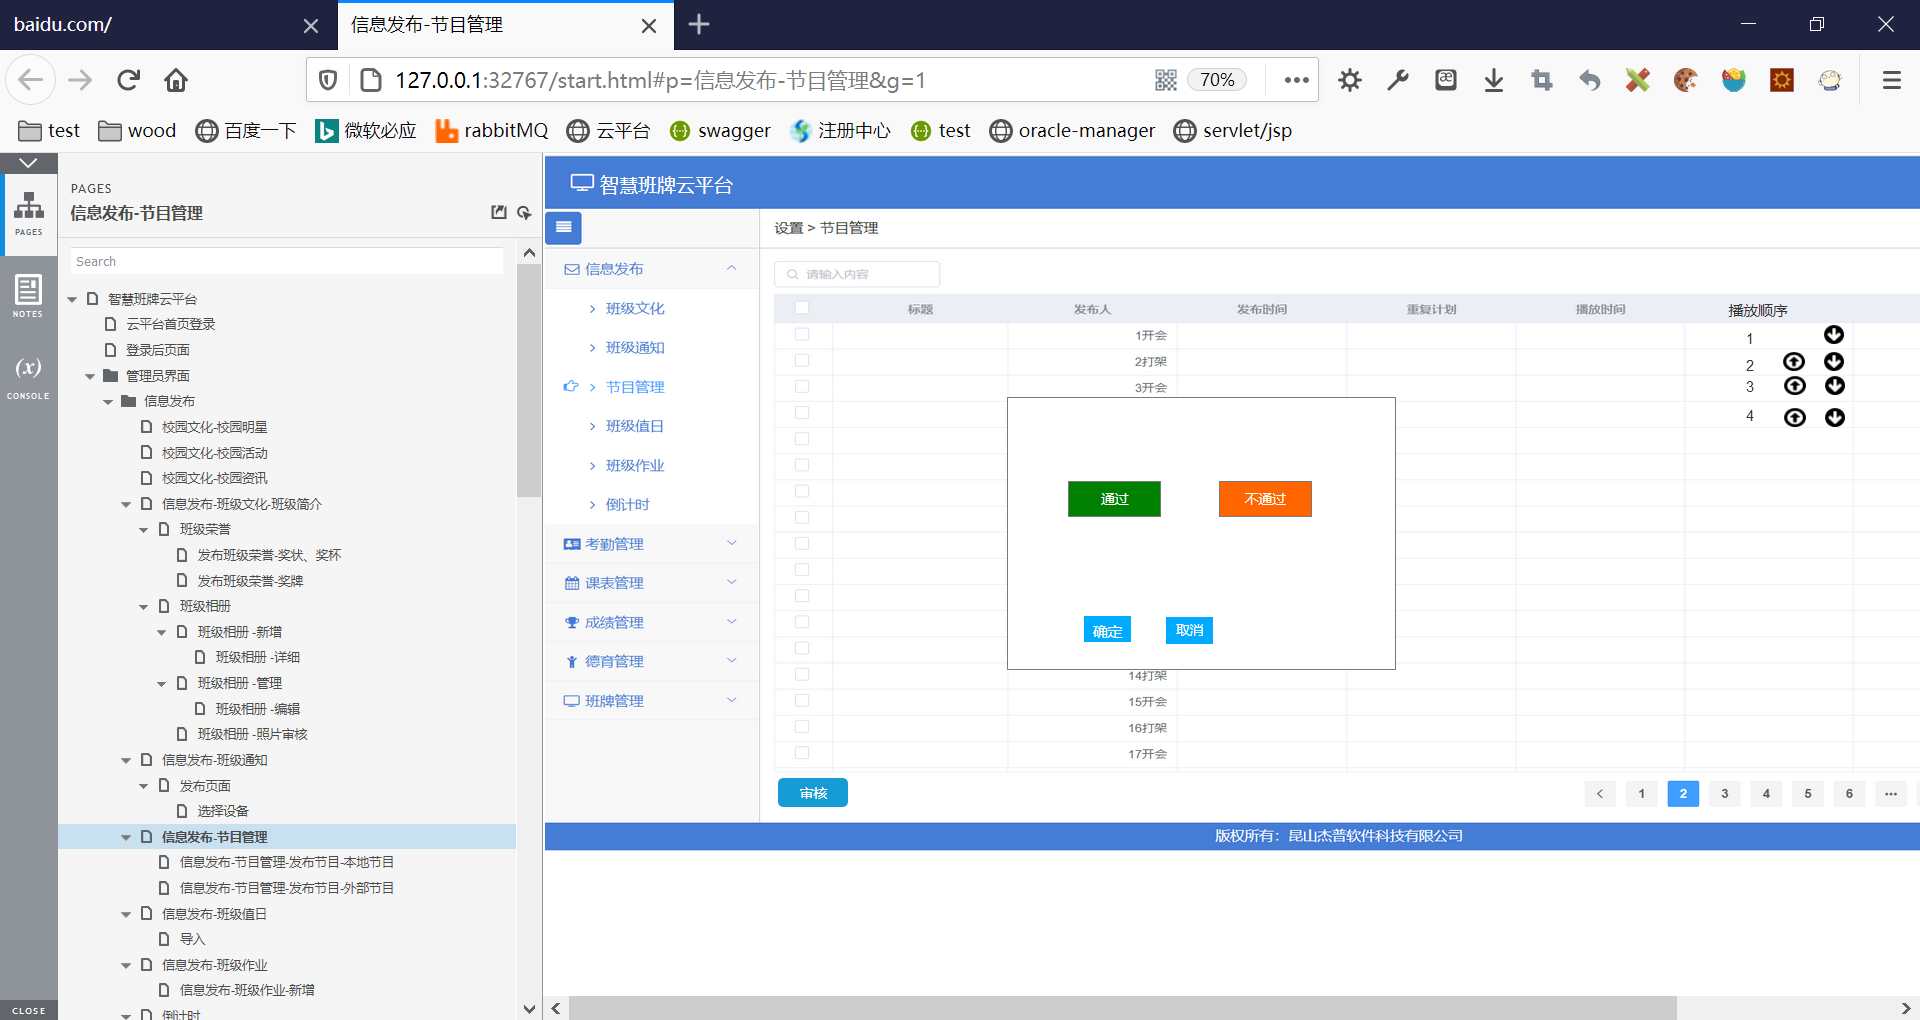 baidu.com/
信息发布-节目管理
127.0.0.1:32767/start.html#p=信息发布-节目管理&g=1
70%
test
wood
百度一下
微软必应
rabbitMQ
云平台
swagger
注册中心
test
oracle-manager
servlet/jsp
PAGES
NOTES
(x)
CONSOLE
CLOSE
PAGES
信息发布-节目管理
Search
智慧班牌云平台
云平台首页登录
登录后页面
管理员界面
信息发布
校园文化-校园明星
校园文化-校园活动
校园文化-校园资讯
信息发布-班级文化-班级简介
班级荣誉
发布班级荣誉-奖状、奖杯
发布班级荣誉-奖牌
班级相册
班级相册 -新增
班级相册 -详细
班级相册 -管理
班级相册 -编辑
班级相册 -照片审核
信息发布-班级通知
发布页面
选择设备
信息发布-节目管理
信息发布-节目管理-发布节目-本地节目
信息发布-节目管理-发布节目-外部节目
信息发布-班级值日
导入
信息发布-班级作业
信息发布-班级作业-新增
倒计时
智慧班牌云平台
信息发布
班级文化
班级通知
节目管理
班级值日
班级作业
倒计时
考勤管理
课表管理
成绩管理
德育管理
班牌管理
设置 > 节目管理
请输入内容
标题 发布人 发布时间 重复计划 播放时间 播放顺序
1开会 1
2打架 2
3开会 3
4
通过 不通过
确定 取消
14打架
15开会
16打架
17开会
审核
< 1 2 3 4 5 6 ···
版权所有：昆山杰普软件科技有限公司